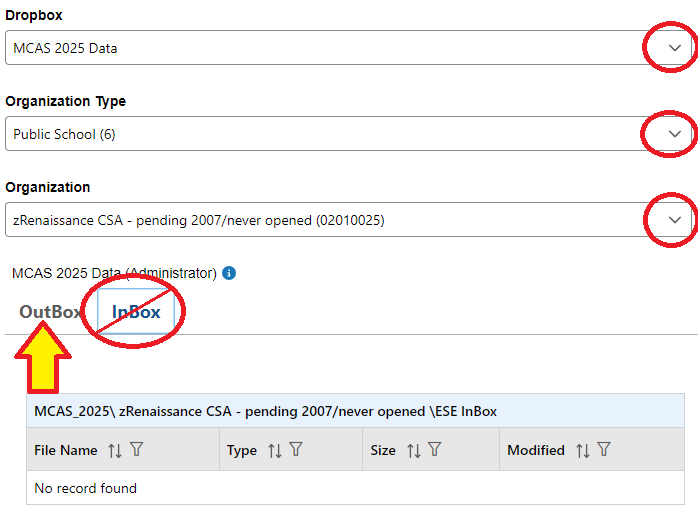 Dropbox
MCAS 2025 Data
Organization Type
Public School (6)
Organization
zRenaissance CSA - pending 2007/never opened (02010025)
MCAS 2025 Data (Administrator) i
OutBox InBox
MCAS_2025\ zRenaissance CSA - pending 2007/never opened \ESE InBox
File Name Type Size Modified
No record found